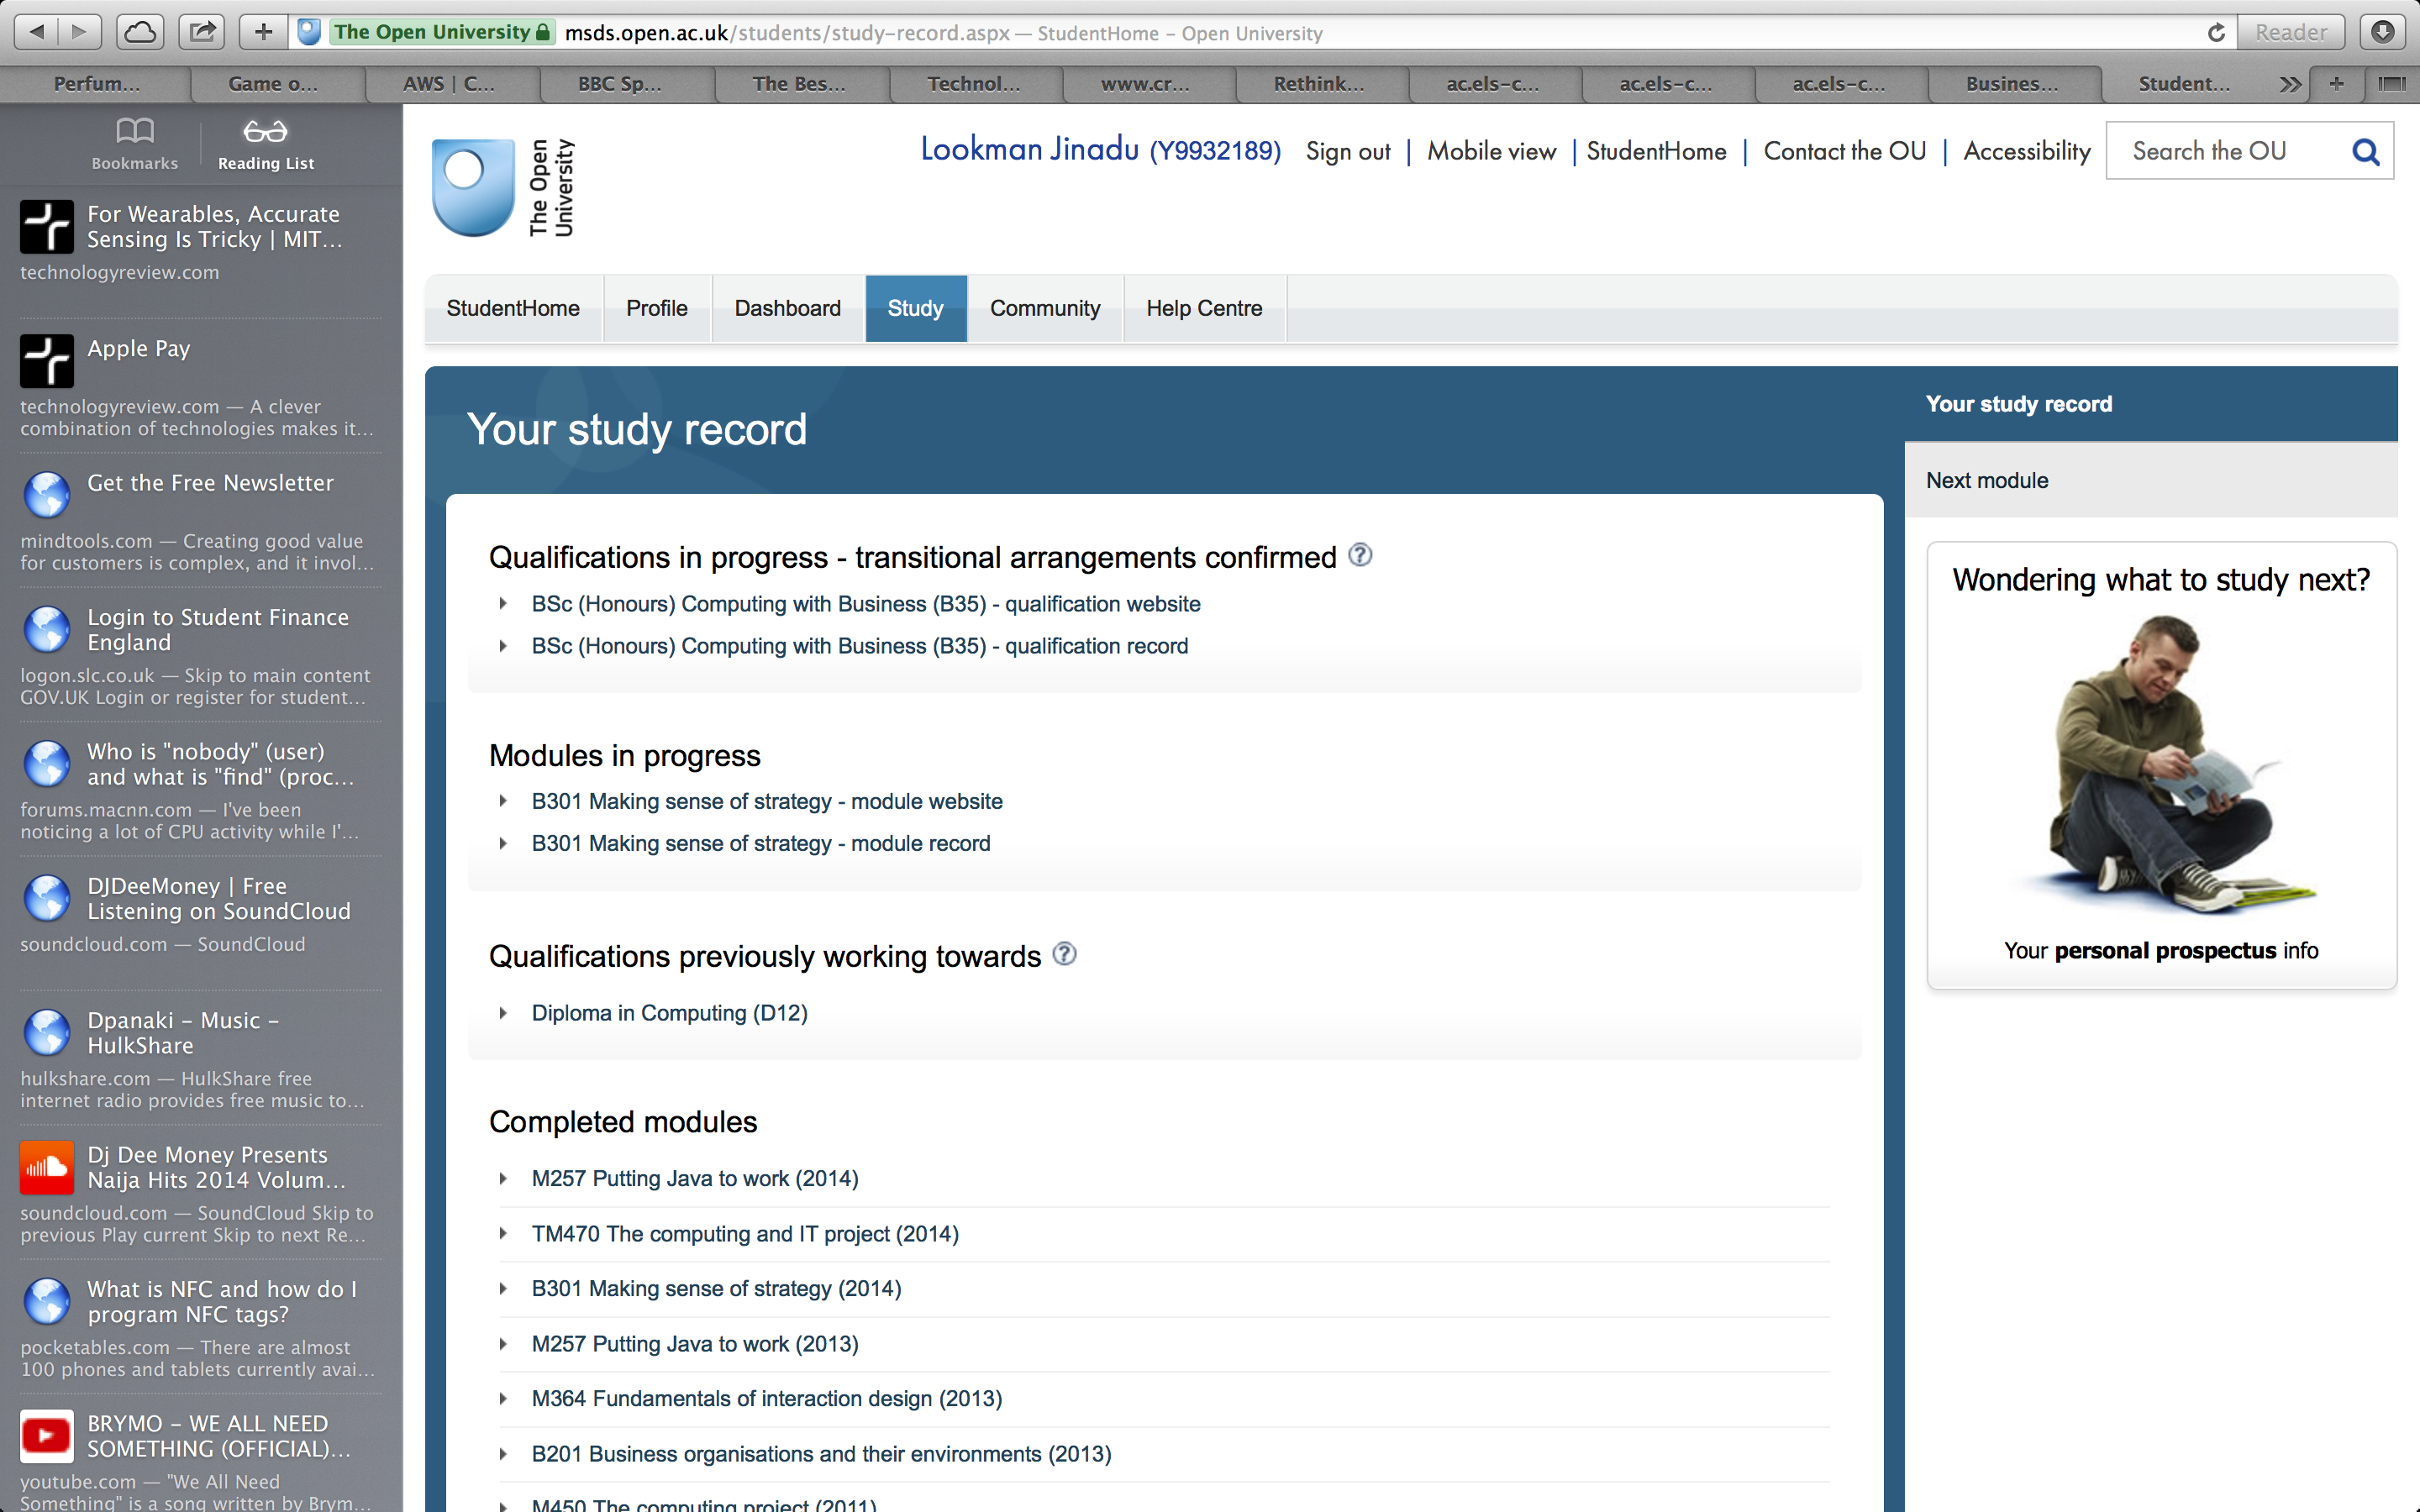 The Open University
msds.open.ac.uk/students/study-record.aspx — StudentHome – Open University
Reader
Perfum...
Game o...
AWS | C...
BBC Sp...
The Bes...
Technol...
www.cr...
Rethink...
ac.els-c...
ac.els-c...
ac.els-c...
Busines...
Student...
Bookmarks
Reading List
For Wearables, Accurate
Sensing Is Tricky | MIT...
technologyreview.com
Apple Pay
technologyreview.com — A clever
combination of technologies makes it...
Get the Free Newsletter
mindtools.com — Creating good value
for customers is complex, and it invol...
Login to Student Finance
England
logon.slc.co.uk — Skip to main content
GOV.UK Login or register for student...
Who is "nobody" (user)
and what is "find" (proc...
forums.macnn.com — I've been
noticing a lot of CPU activity while I'...
DJDeeMoney | Free
Listening on SoundCloud
soundcloud.com — SoundCloud
Dpanaki – Music –
HulkShare
hulkshare.com — HulkShare free
internet radio provides free music to...
Dj Dee Money Presents
Naija Hits 2014 Volum...
soundcloud.com — SoundCloud Skip to
previous Play current Skip to next Re...
What is NFC and how do I
program NFC tags?
pocketables.com — There are almost
100 phones and tablets currently avai...
BRYMO – WE ALL NEED
SOMETHING (OFFICIAL)...
youtube.com — "We All Need
Something" is a song written by Brym...
The Open
University
Lookman Jinadu (Y9932189) Sign out | Mobile view | StudentHome | Contact the OU | Accessibility
Search the OU
StudentHome
Profile
Dashboard
Study
Community
Help Centre
Your study record
Qualifications in progress - transitional arrangements confirmed ?
BSc (Honours) Computing with Business (B35) - qualification website
BSc (Honours) Computing with Business (B35) - qualification record
Modules in progress
B301 Making sense of strategy - module website
B301 Making sense of strategy - module record
Qualifications previously working towards ?
Diploma in Computing (D12)
Completed modules
M257 Putting Java to work (2014)
TM470 The computing and IT project (2014)
B301 Making sense of strategy (2014)
M257 Putting Java to work (2013)
M364 Fundamentals of interaction design (2013)
B201 Business organisations and their environments (2013)
M450 The computing project (2011)
Your study record
Next module
Wondering what to study next?
Your personal prospectus info